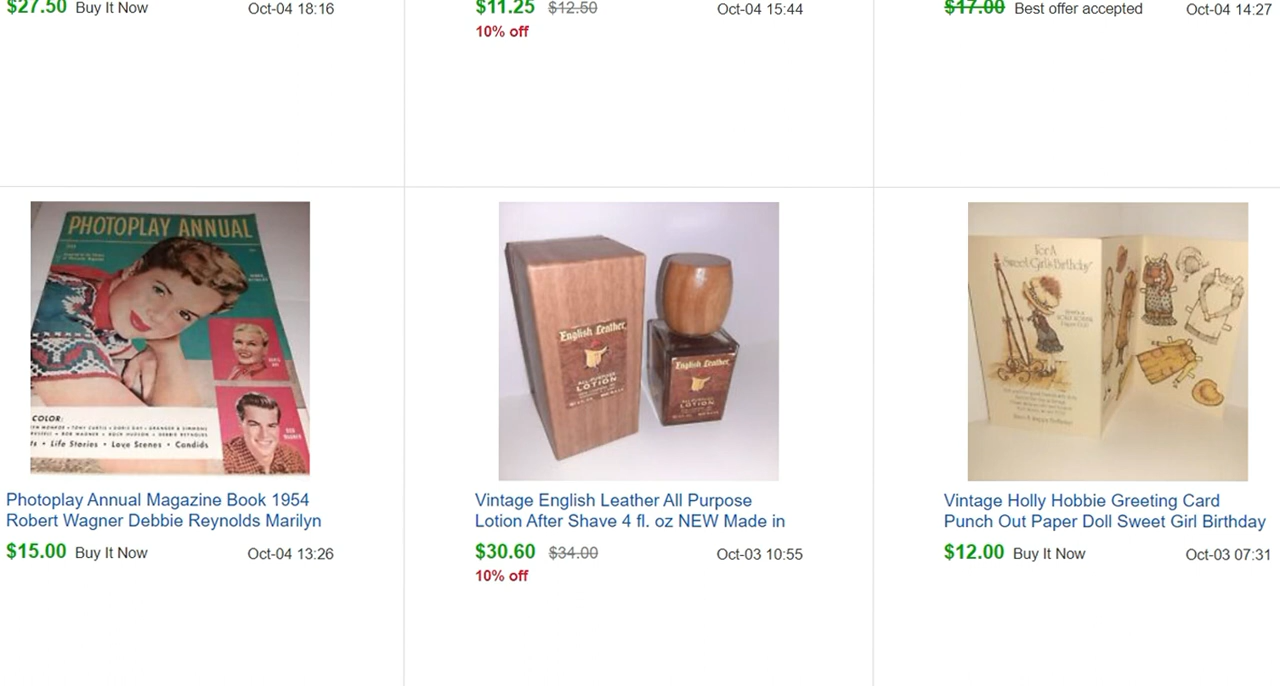 $27.50 Buy It Now Oct-04 18:16
$11.25 $12.50 Oct-04 15:44
10% off
$17.00 Best offer accepted Oct-04 14:27
PHOTOPLAY ANNUAL
COLOR:
Life Stories • Love Scenes • Candids
Photoplay Annual Magazine Book 1954
Robert Wagner Debbie Reynolds Marilyn
$15.00 Buy It Now Oct-04 13:26
English Leather
ALL-PURPOSE
LOTION
English Leather
ALL-PURPOSE
LOTION
Vintage English Leather All Purpose
Lotion After Shave 4 fl. oz NEW Made in
$30.60 $34.00 Oct-03 10:55
10% off
For A
Sweet Girl's Birthday
Vintage Holly Hobbie Greeting Card
Punch Out Paper Doll Sweet Girl Birthday
$12.00 Buy It Now Oct-03 07:31